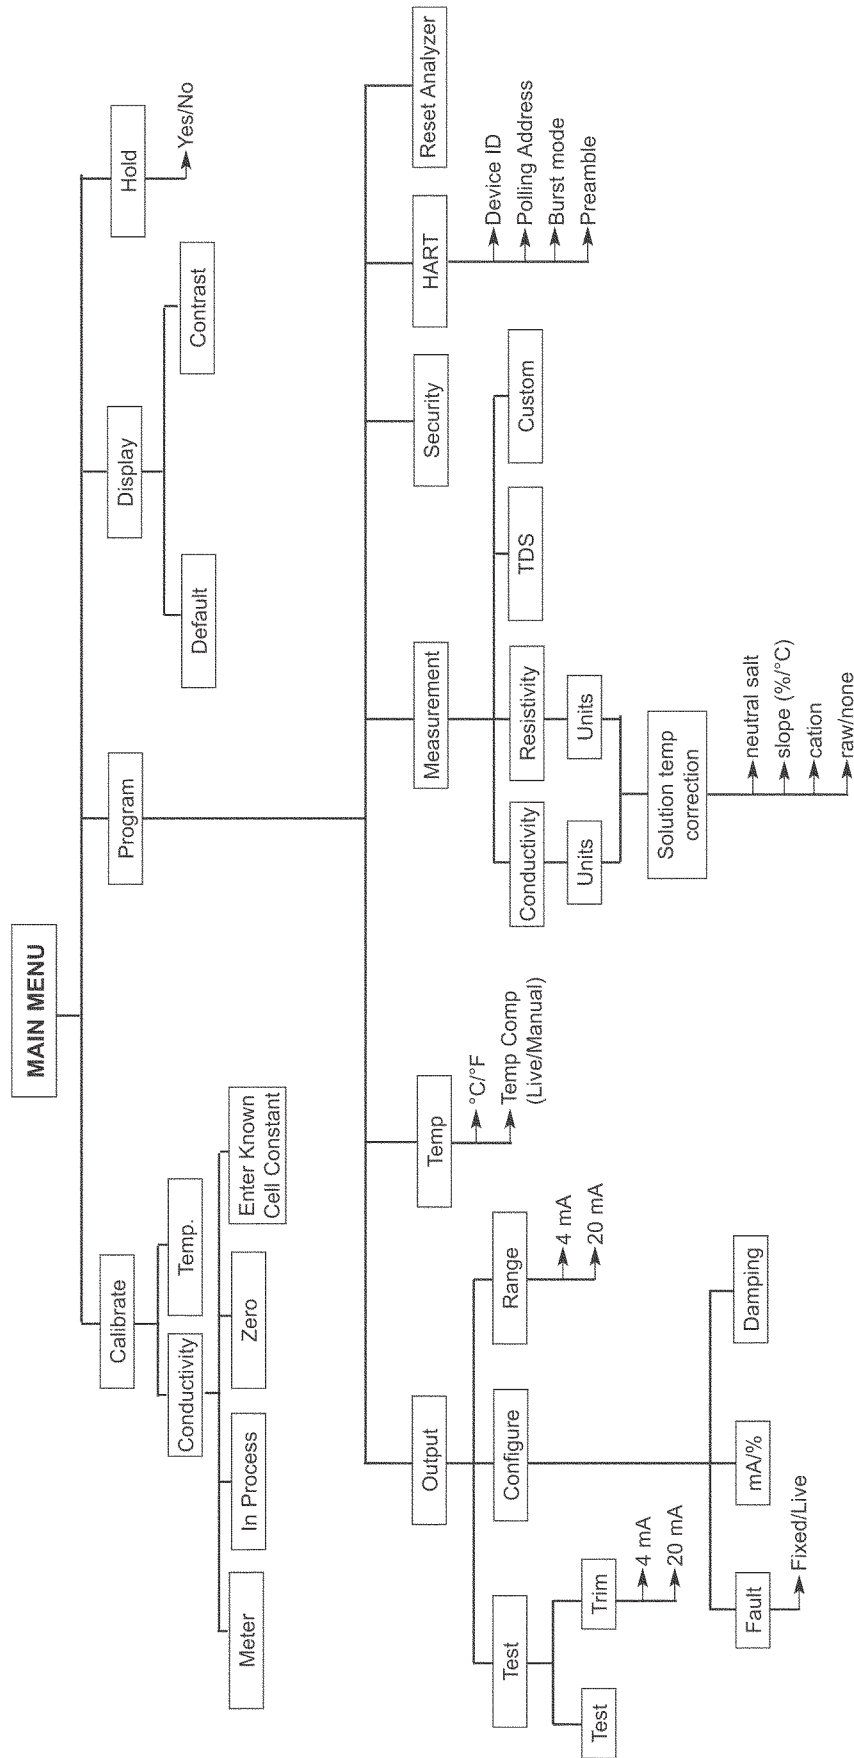 MAIN MENU
Calibrate
Program
Display
Hold
Yes/No
Conductivity
Temp.
Default
Contrast
Meter
In Process
Zero
Enter Known
Cell Constant
Output
Temp
Measurement
Security
HART
Reset Analyzer
°C/°F
Temp Comp
(Live/Manual)
Device ID
Polling Address
Burst mode
Preamble
Test
Configure
Range
4 mA
20 mA
Conductivity
Resistivity
TDS
Custom
Units
Units
Test
Trim
4 mA
20 mA
Solution temp
correction
neutral salt
slope (%/°C)
cation
raw/none
Fault
mA/%
Damping
Fixed/Live